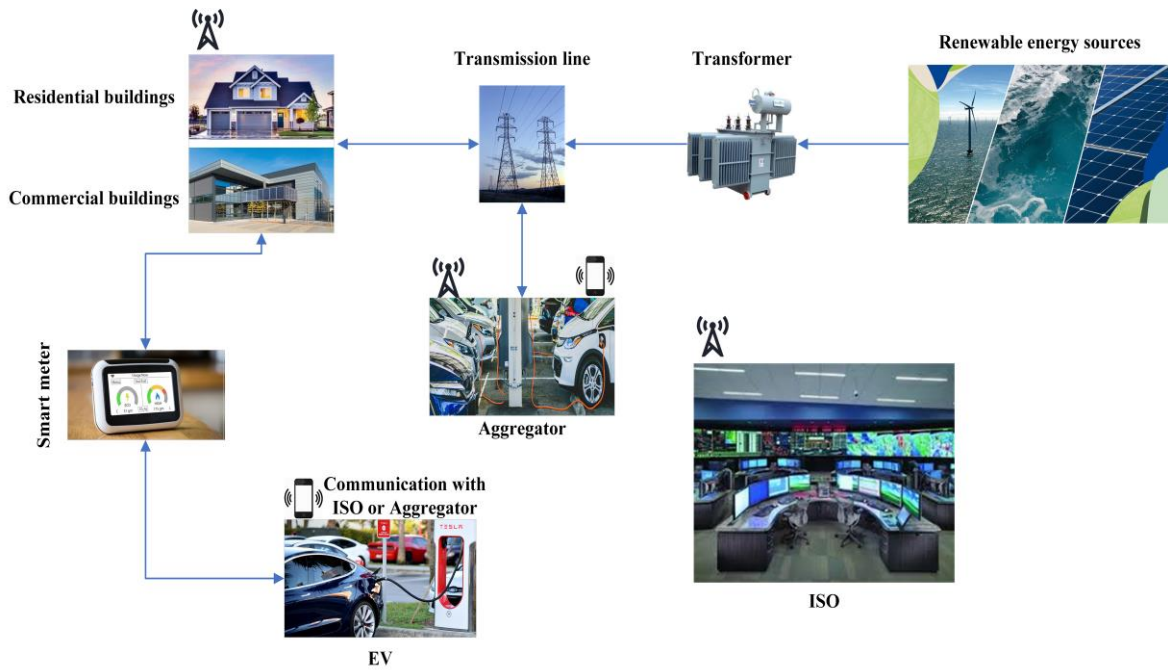 Renewable energy sources
Transmission line
Transformer
Residential buildings
Commercial buildings
Smart meter
Aggregator
Communication with
ISO or Aggregator
TESLA
EV
ISO